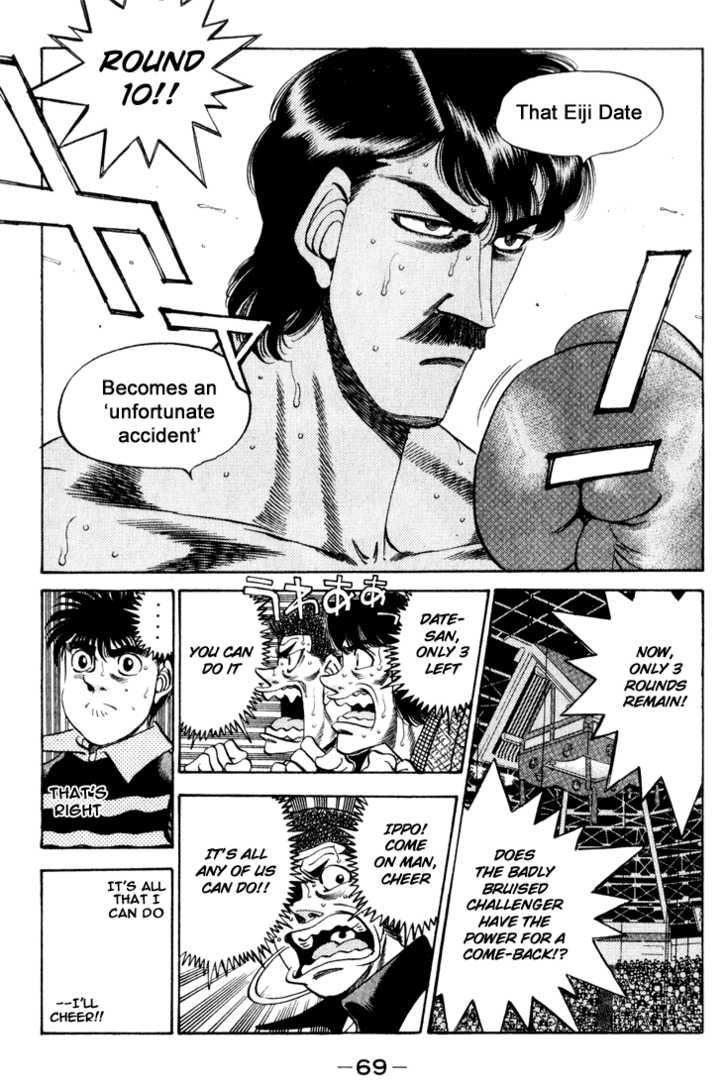 ROUND
10!!
That Eiji Date
Becomes an
'unfortunate
accident'
NOW,
ONLY 3
ROUNDS
REMAIN!
DOES
THE BADLY
BRUISED
CHALLENGER
HAVE THE
POWER FOR A
COME-BACK!?
うわあぁっ
DATE-
SAN,
ONLY 3
LEFT
YOU CAN
DO IT
IPPO!
COME
ON MAN,
CHEER
IT'S ALL
ANY OF US
CAN DO!!
THAT'S
RIGHT
IT'S ALL
THAT I
CAN DO
--I'LL
CHEER!!
-69-